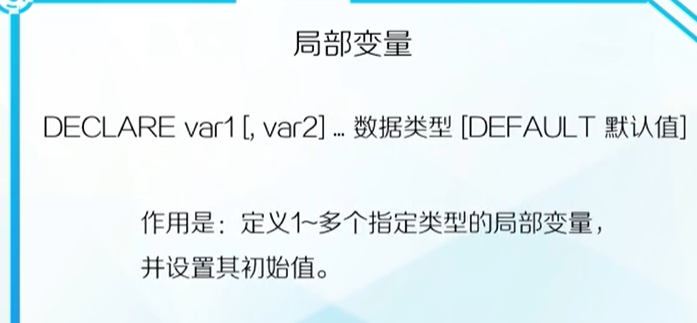 局部变量
DECLARE var1 [, var2] ... 数据类型 [DEFAULT 默认值]
作用是：定义1~多个指定类型的局部变量，
并设置其初始值。